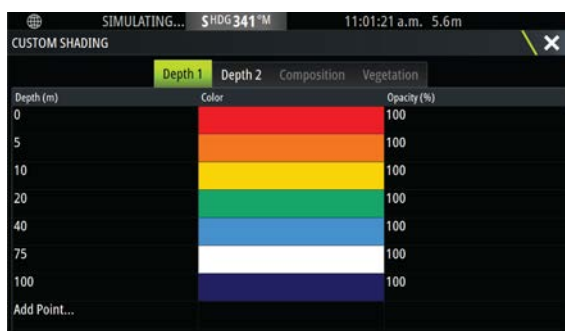 SIMULATING... SHDG 341 °M 11:01:21 a.m. 5.6m
CUSTOM SHADING
Depth 1 Depth 2 Composition Vegetation
Depth (m) Color Opacity (%)
0 100
5 100
10 100
20 100
40 100
75 100
100 100
Add Point...